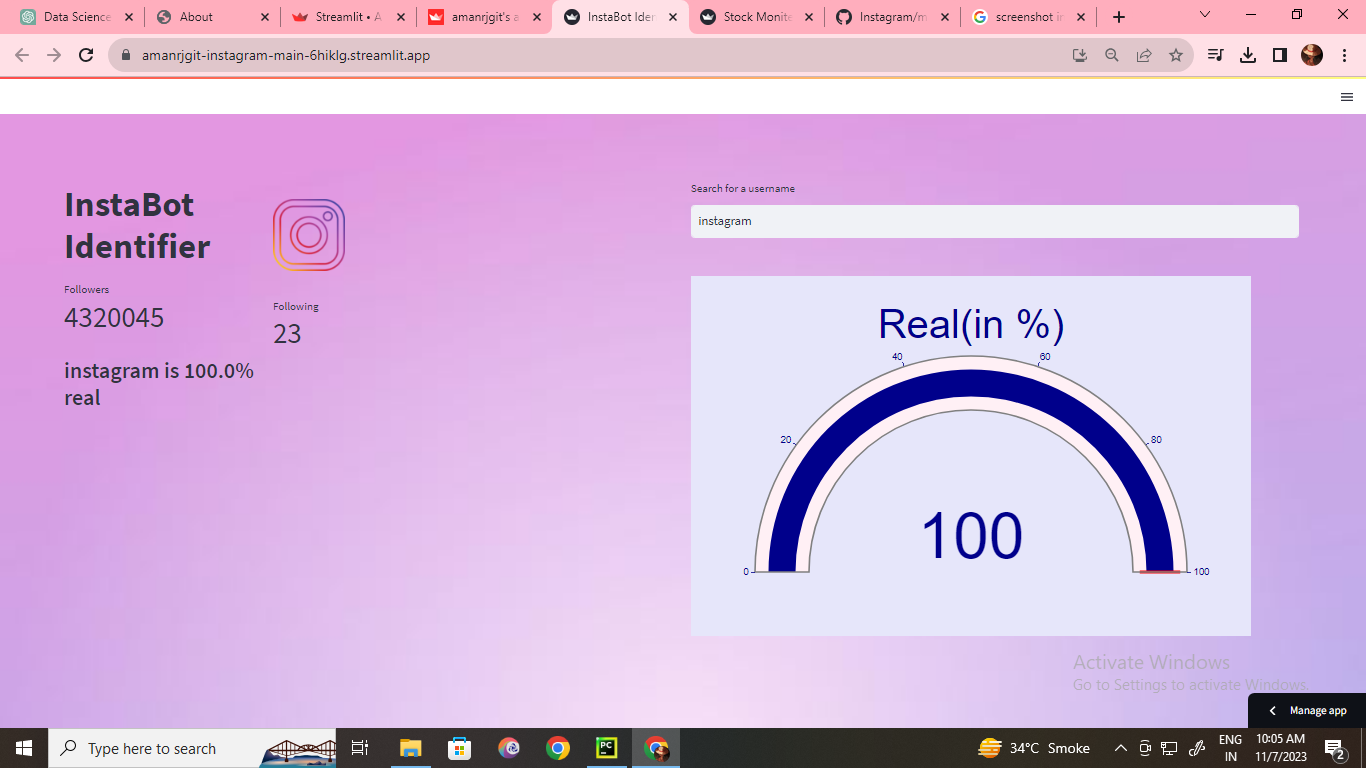 Data Science
About
Streamlit • A
amanrjgit's a
InstaBot Ider
Stock Monite
Instagram/m
screenshot in
amanrjgit-instagram-main-6hiklg.streamlit.app
InstaBot
Identifier
Followers
4320045
Following
23
instagram is 100.0%
real
Search for a username
instagram
Real(in %)
40
60
20
80
100
0
100
Activate Windows
Go to Settings to activate Windows.
Manage app
Type here to search
PC
34°C Smoke
ENG
IN
10:05 AM
11/7/2023
2